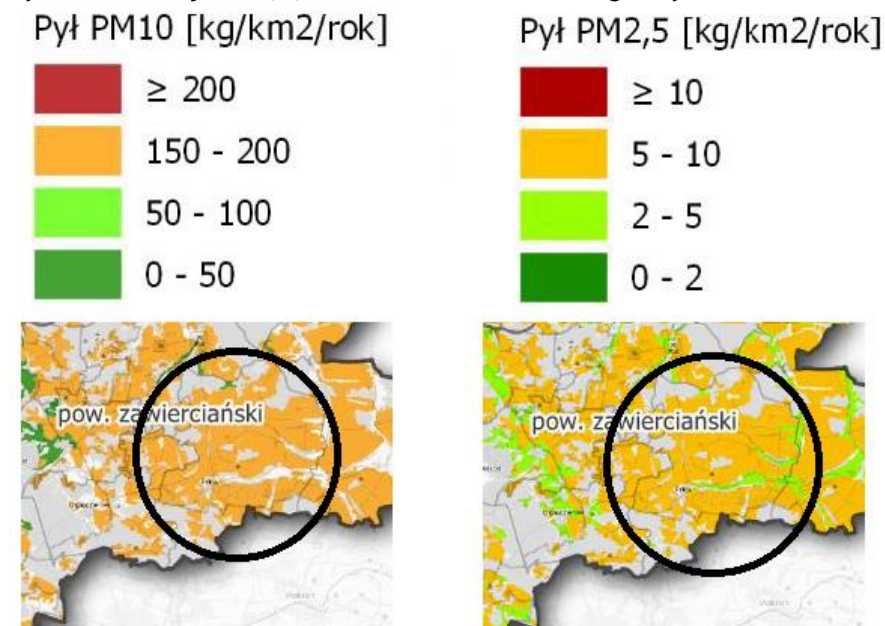 Pył PM10 [kg/km2/rok]
≥ 200
150 - 200
50 - 100
0 - 50
pow. zawierciański
Pył PM2,5 [kg/km2/rok]
≥ 10
5 - 10
2 - 5
0 - 2
pow. zawierciański